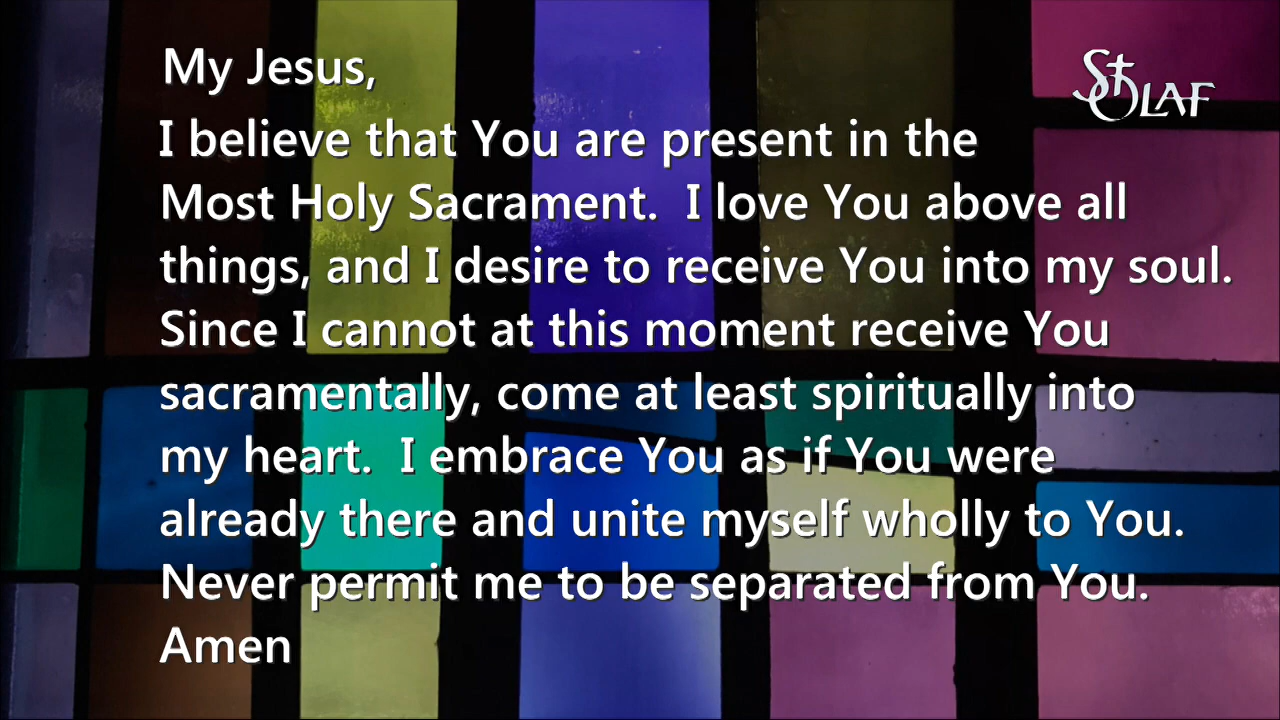 My Jesus,
St OLAF
I believe that You are present in the
Most Holy Sacrament.  I love You above all
things, and I desire to receive You into my soul.
Since I cannot at this moment receive You
sacramentally, come at least spiritually into
my heart.  I embrace You as if You were
already there and unite myself wholly to You.
Never permit me to be separated from You.
Amen